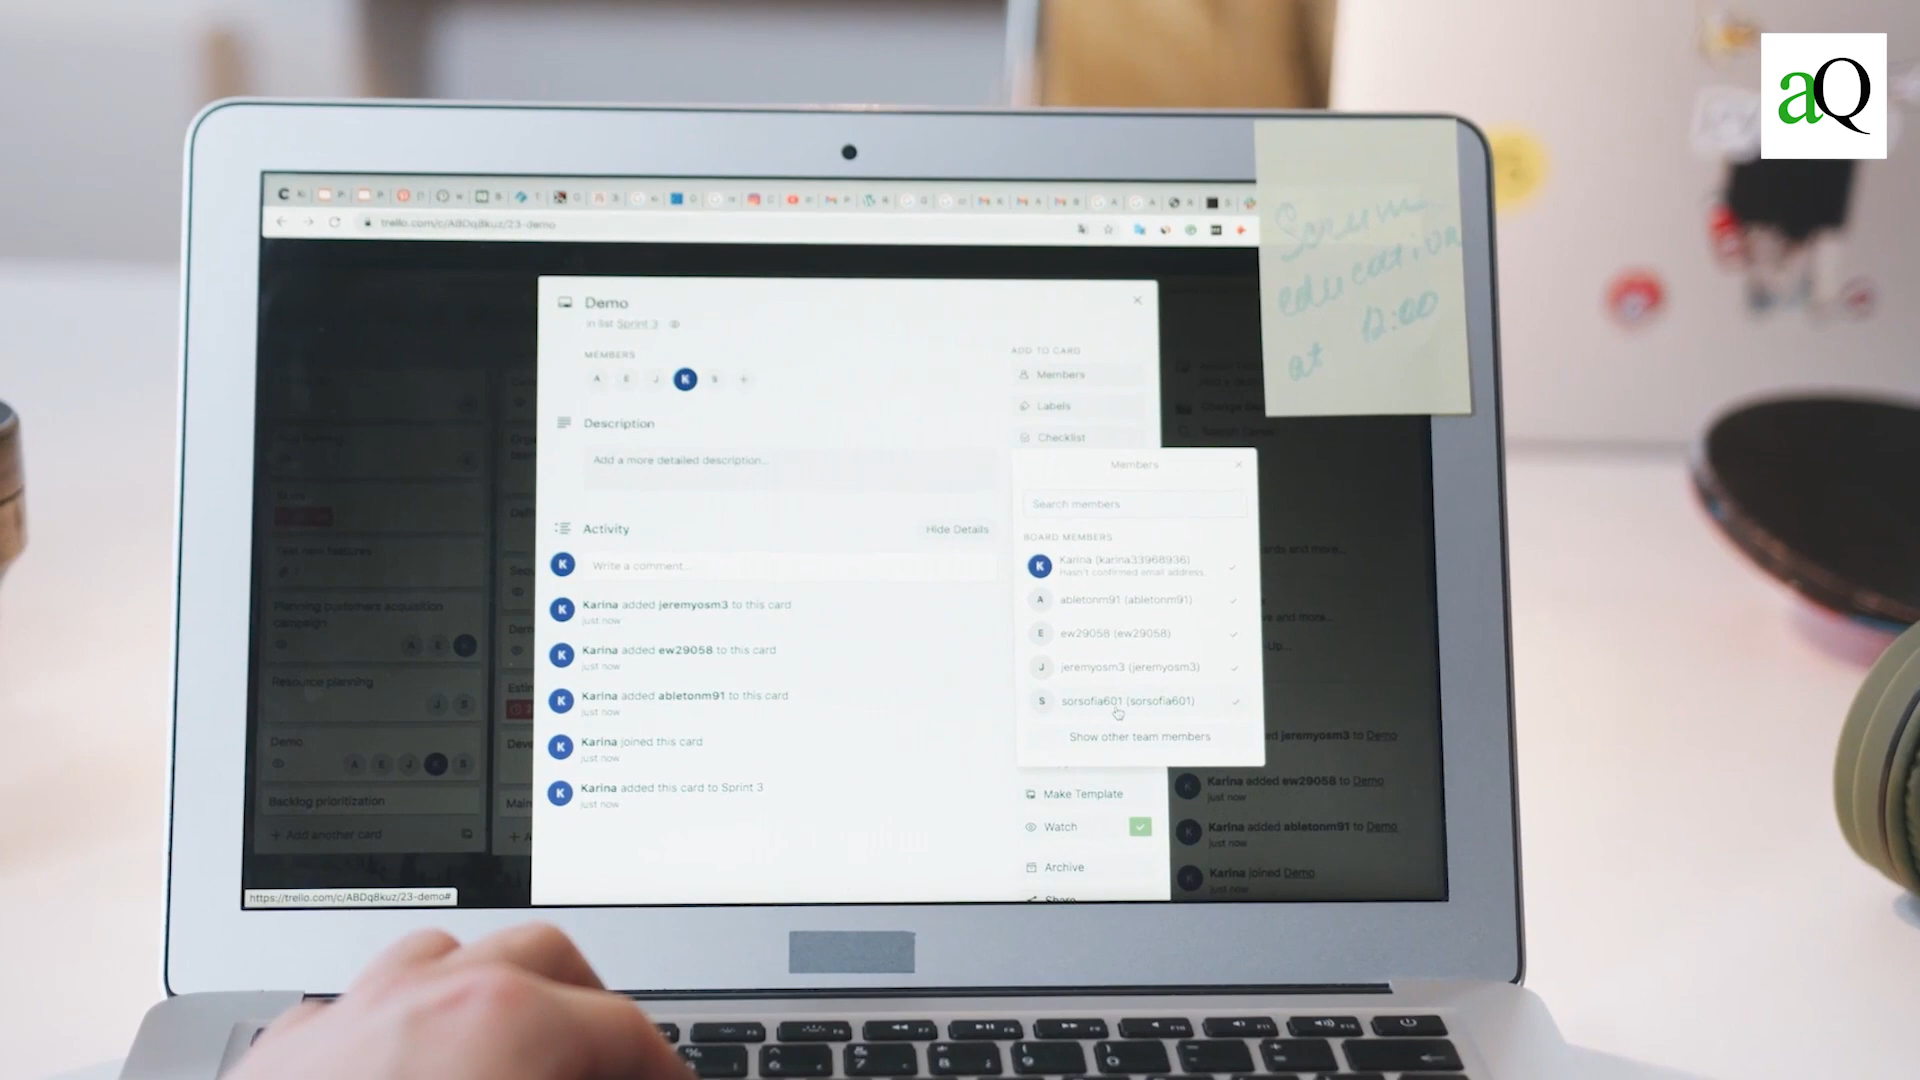 aQ
trello.com/c/ABDq8kuz/23-demo
Scrum
education
at 12:00
Demo
in list Sprint 3
MEMBERS
A E J K S +
Description
Add a more detailed description...
Activity
Hide Details
K Write a comment...
K Karina added jeremyosm3 to this card
just now
K Karina added ew29058 to this card
just now
K Karina added abletonm91 to this card
just now
K Karina joined this card
just now
K Karina added this card to Sprint 3
just now
ADD TO CARD
Members
Labels
Checklist
Members
Search members
BOARD MEMBERS
K Karina (karina33968936)
Hasn't confirmed email address
A abletonm91 (abletonm91)
E ew29058 (ew29058)
J jeremyosm3 (jeremyosm3)
S sorsofia601 (sorsofia601)
Show other team members
Make Template
Watch
Archive
Share
Test new features
Planning customers acquisition
campaign
A E
Resource planning
J S
Demo
A E J K S
Backlog prioritization
+ Add another card
jeremyosm3 to Demo
K Karina added ew29058 to Demo
just now
K Karina added abletonm91 to Demo
just now
K Karina joined Demo
just now
https://trello.com/c/ABDq8kuz/23-demo#